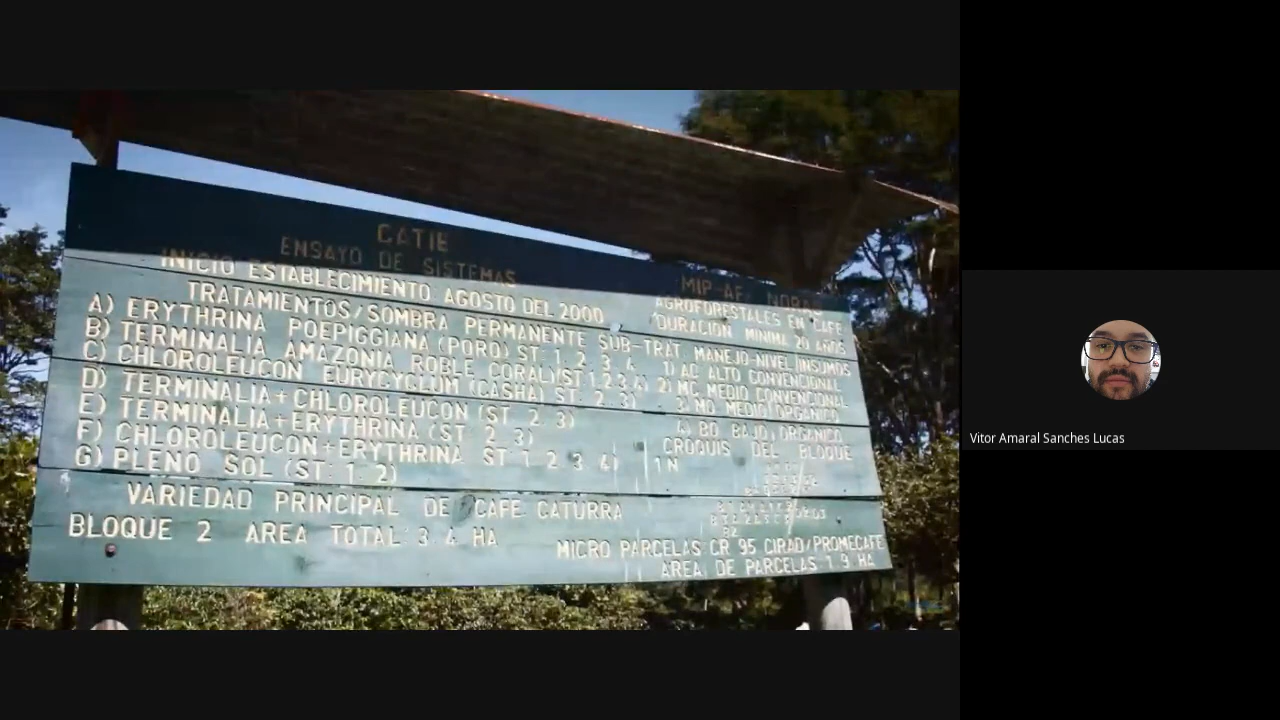 CATIE
ENSAYO DE SISTEMAS
INICIO ESTABLECIMIENTO AGOSTO DEL 2000
TRATAMIENTOS/SOMBRA PERMANENTE SUB-TRAT.
A) ERYTHRINA POEPIGGIANA (PORO) ST: 1. 2. 3. 4.
B) TERMINALIA AMAZONIA ROBLE CORAL)(ST 1.2.3.4)
C) CHLOROLEUCON EURYCYCLUM (CASHA) ST: 2. 3)
D) TERMINALIA+CHLOROLEUCON (ST 2. 3)
E) TERMINALIA+ERYTHRINA (ST 2. 3)
F) CHLOROLEUCON+ERYTHRINA ST 1 2 3 4)
G) PLENO SOL (ST: 1. 2)
VARIEDAD PRINCIPAL DE CAFE CATURRA
BLOQUE 2 AREA TOTAL 3.4 HA
MIP-AF.
AGROFORESTALES EN CAFE
DURACION MINIMA 20 AÑOS
MANEJO-NIVEL INSUMOS
1) AC ALTO CONVENCIONAL
2) MC MEDIO CONVENCIONAL
3) MO MEDIO ORGANICO
4) BO BAJO ORGANICO
CROQUIS DEL BLOQUE
1 N
MICRO PARCELAS CR 95 CIRAD/PROMECAFE
AREA DE PARCELAS 1 9 HA
Vitor Amaral Sanches Lucas